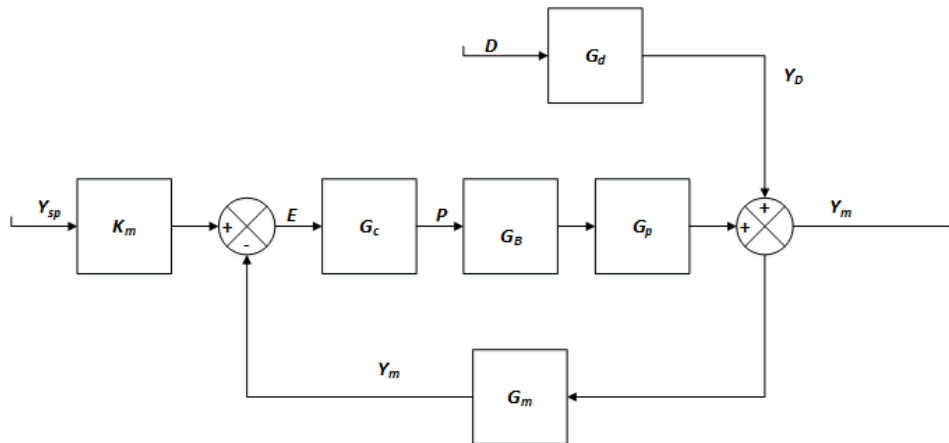 D
G_d
Y_D
Y_sp
K_m
+
-
E
G_c
P
G_B
G_p
+
+
Y_m
Y_m
G_m